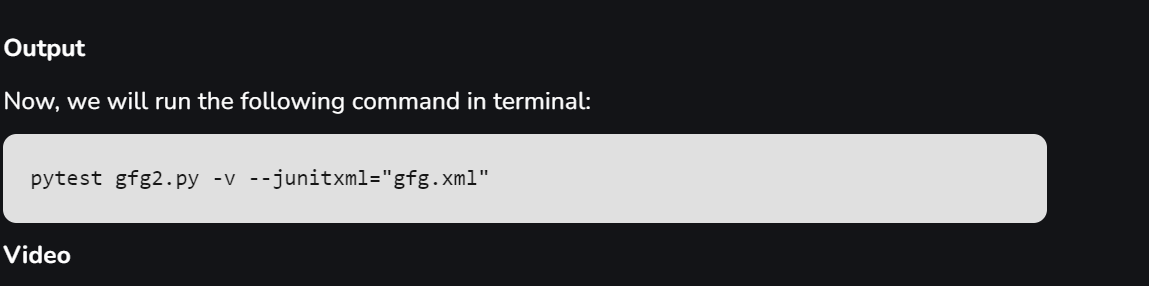 Output
Now, we will run the following command in terminal:
pytest gfg2.py -v --junitxml="gfg.xml"
Video